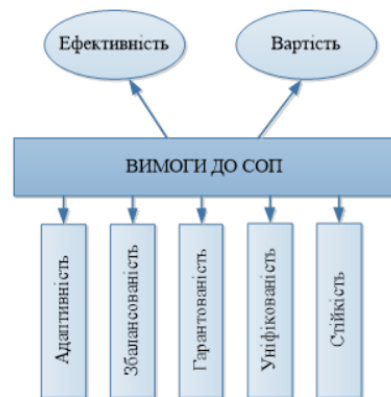 Ефективність
Вартість
ВИМОГИ ДО СОП
Адаптивність
Збалансованість
Гарантованість
Уніфікованість
Стійкість